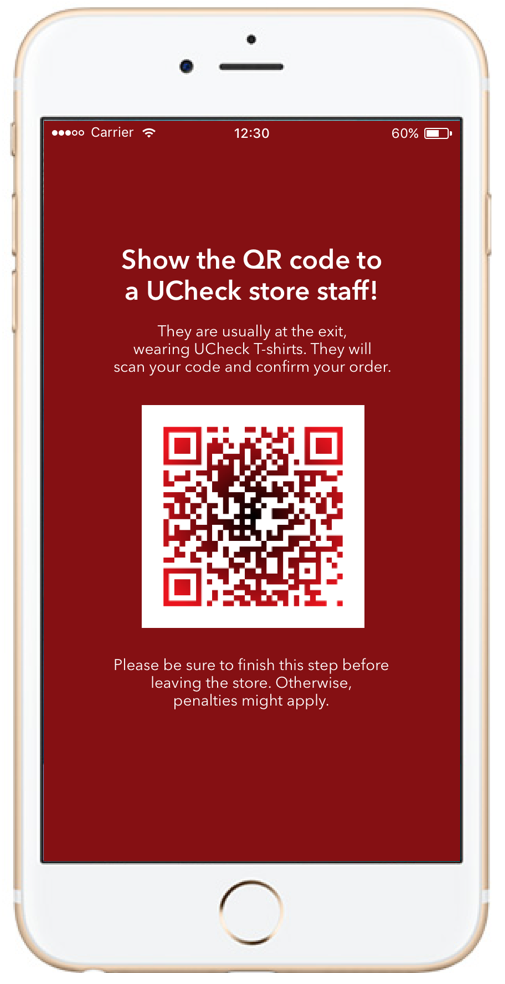 ●●●○○ Carrier 12:30 60%
Show the QR code to
a UCheck store staff!
They are usually at the exit,
wearing UCheck T-shirts. They will
scan your code and confirm your order.
Please be sure to finish this step before
leaving the store. Otherwise,
penalties might apply.